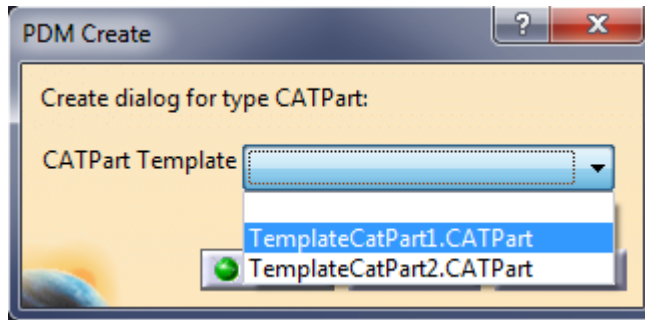 PDM Create
?
X
Create dialog for type CATPart:
CATPart Template
TemplateCatPart1.CATPart
TemplateCatPart2.CATPart